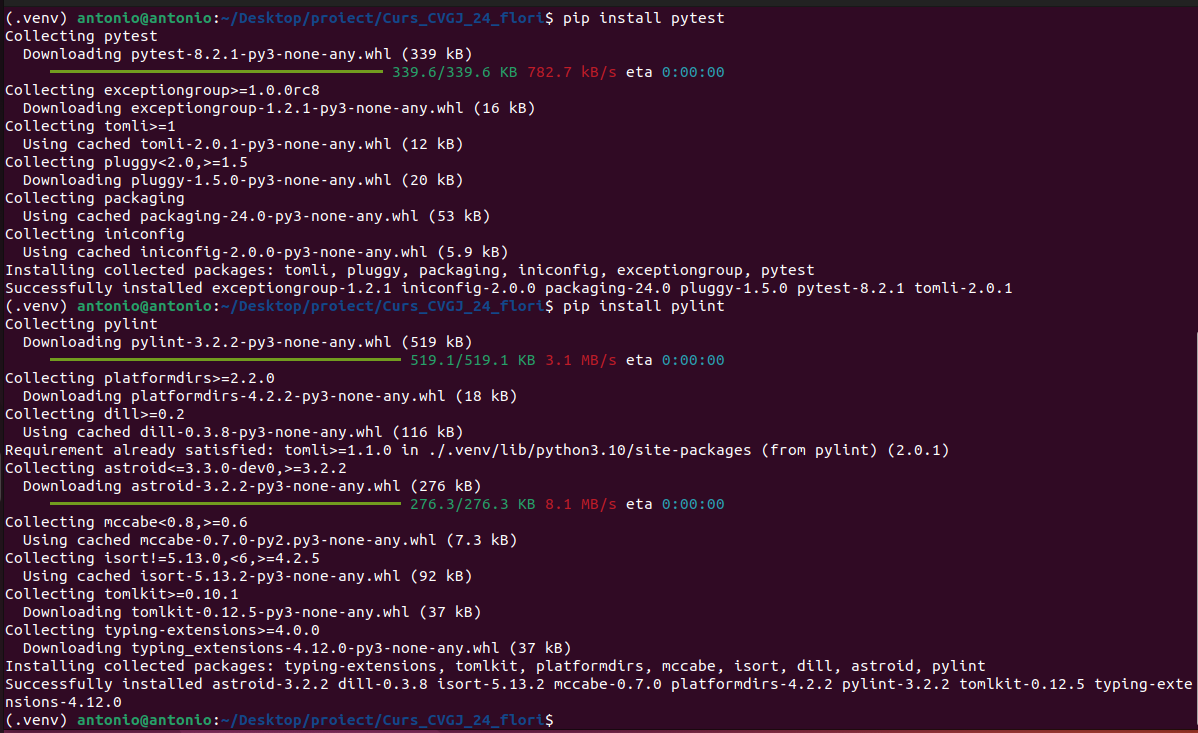 (.venv) antonio@antonio:~/Desktop/proiect/Curs_CVGJ_24_flori$ pip install pytest
Collecting pytest
  Downloading pytest-8.2.1-py3-none-any.whl (339 kB)
     339.6/339.6 KB 782.7 kB/s eta 0:00:00
Collecting exceptiongroup>=1.0.0rc8
  Downloading exceptiongroup-1.2.1-py3-none-any.whl (16 kB)
Collecting tomli>=1
  Using cached tomli-2.0.1-py3-none-any.whl (12 kB)
Collecting pluggy<2.0,>=1.5
  Downloading pluggy-1.5.0-py3-none-any.whl (20 kB)
Collecting packaging
  Using cached packaging-24.0-py3-none-any.whl (53 kB)
Collecting iniconfig
  Using cached iniconfig-2.0.0-py3-none-any.whl (5.9 kB)
Installing collected packages: tomli, pluggy, packaging, iniconfig, exceptiongroup, pytest
Successfully installed exceptiongroup-1.2.1 iniconfig-2.0.0 packaging-24.0 pluggy-1.5.0 pytest-8.2.1 tomli-2.0.1
(.venv) antonio@antonio:~/Desktop/proiect/Curs_CVGJ_24_flori$ pip install pylint
Collecting pylint
  Downloading pylint-3.2.2-py3-none-any.whl (519 kB)
     519.1/519.1 KB 3.1 MB/s eta 0:00:00
Collecting platformdirs>=2.2.0
  Downloading platformdirs-4.2.2-py3-none-any.whl (18 kB)
Collecting dill>=0.2
  Using cached dill-0.3.8-py3-none-any.whl (116 kB)
Requirement already satisfied: tomli>=1.1.0 in ./.venv/lib/python3.10/site-packages (from pylint) (2.0.1)
Collecting astroid<=3.3.0-dev0,>=3.2.2
  Downloading astroid-3.2.2-py3-none-any.whl (276 kB)
     276.3/276.3 KB 8.1 MB/s eta 0:00:00
Collecting mccabe<0.8,>=0.6
  Using cached mccabe-0.7.0-py2.py3-none-any.whl (7.3 kB)
Collecting isort!=5.13.0,<6,>=4.2.5
  Using cached isort-5.13.2-py3-none-any.whl (92 kB)
Collecting tomlkit>=0.10.1
  Downloading tomlkit-0.12.5-py3-none-any.whl (37 kB)
Collecting typing-extensions>=4.0.0
  Downloading typing_extensions-4.12.0-py3-none-any.whl (37 kB)
Installing collected packages: typing-extensions, tomlkit, platformdirs, mccabe, isort, dill, astroid, pylint
Successfully installed astroid-3.2.2 dill-0.3.8 isort-5.13.2 mccabe-0.7.0 platformdirs-4.2.2 pylint-3.2.2 tomlkit-0.12.5 typing-exte
nsions-4.12.0
(.venv) antonio@antonio:~/Desktop/proiect/Curs_CVGJ_24_flori$